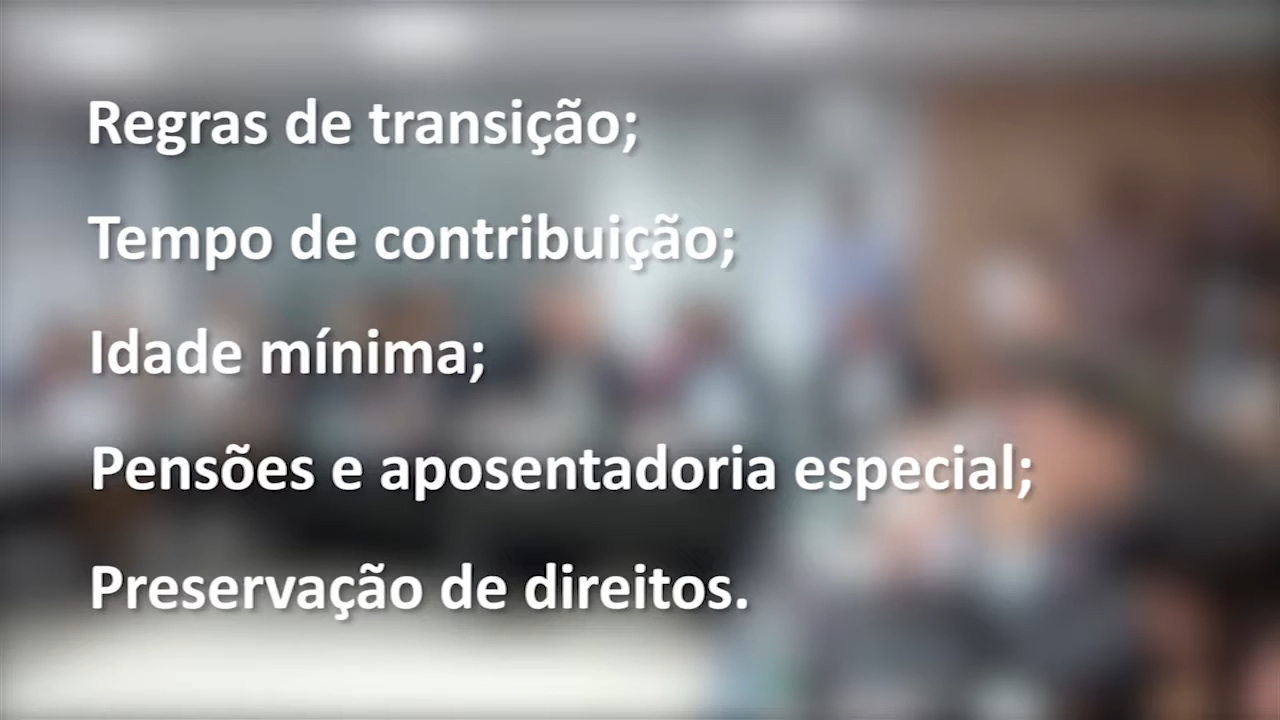 Regras de transição;
Tempo de contribuição;
Idade mínima;
Pensões e aposentadoria especial;
Preservação de direitos.